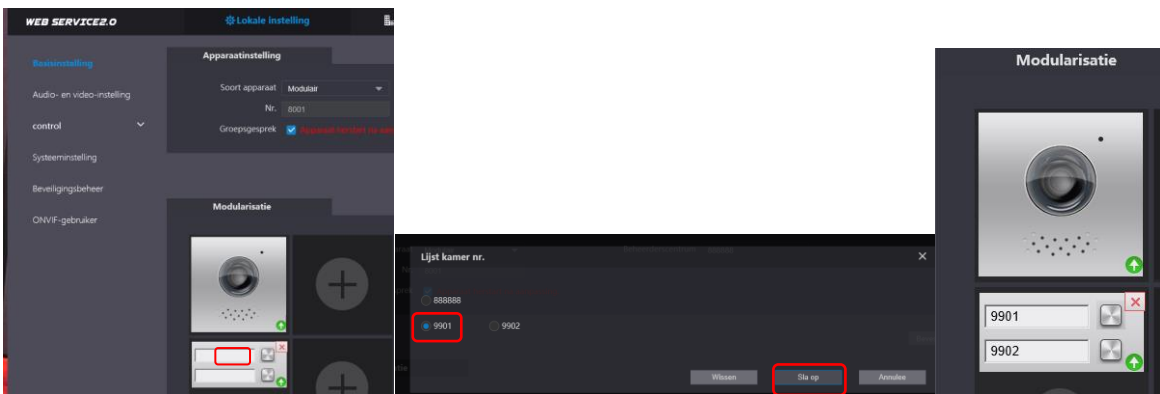 WEB SERVICE2.0
Lokale instelling
Basisinstelling
Audio- en video-instelling
control
Systeeminstelling
Beveiligingsbeheer
ONVIF-gebruiker
Apparaatinstelling
Soort apparaat Modulair
Nr. 8001
Groepsgesprek
Modularisatie
Lijst kamer nr.
888888
9901 9902
Wissen Sla op Annulee
Modularisatie
9901
9902